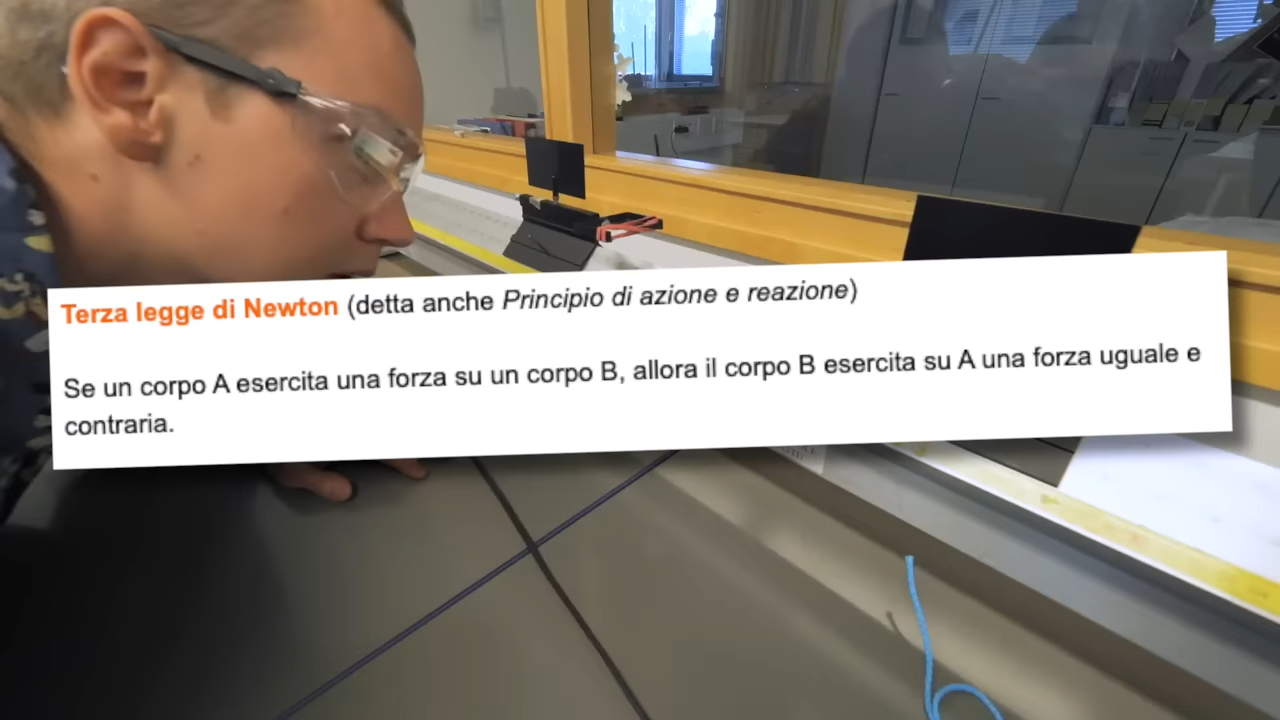 Terza legge di Newton (detta anche Principio di azione e reazione)
Se un corpo A esercita una forza su un corpo B, allora il corpo B esercita su A una forza uguale e
contraria.